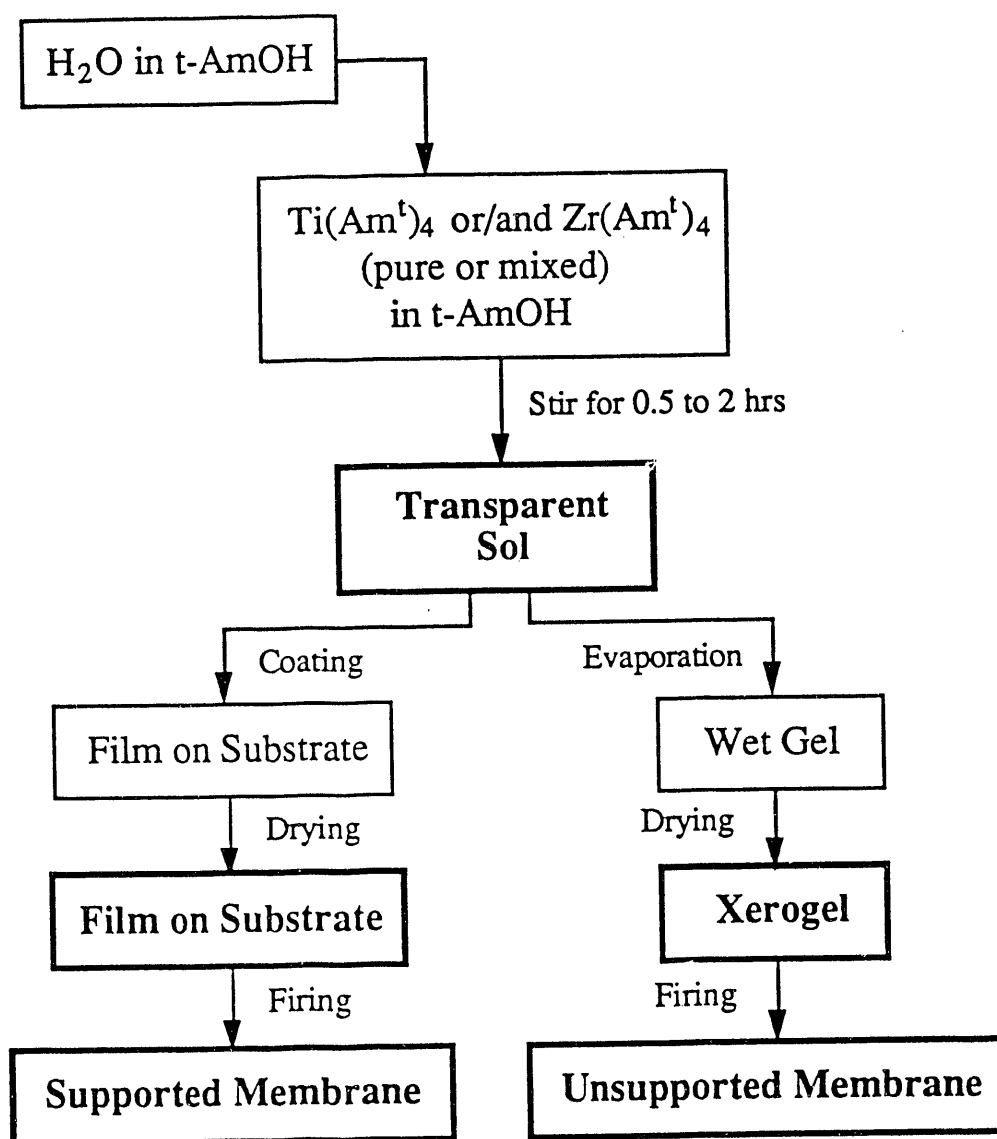 H₂O in t-AmOH
Ti(Amᵗ)₄ or/and Zr(Amᵗ)₄
(pure or mixed)
in t-AmOH
Stir for 0.5 to 2 hrs
Transparent
Sol
Coating
Evaporation
Film on Substrate
Wet Gel
Drying
Drying
Film on Substrate
Xerogel
Firing
Firing
Supported Membrane
Unsupported Membrane